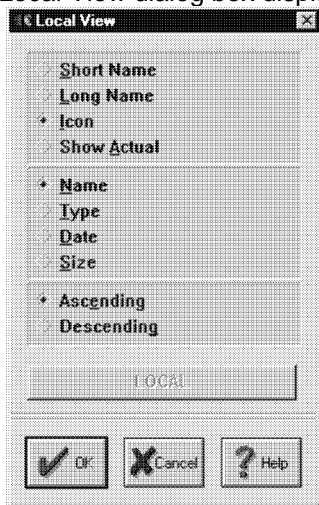 Local View
Short Name
Long Name
Icon
Show Actual
Name
Type
Date
Size
Ascending
Descending
LOCAL
OK Cancel Help